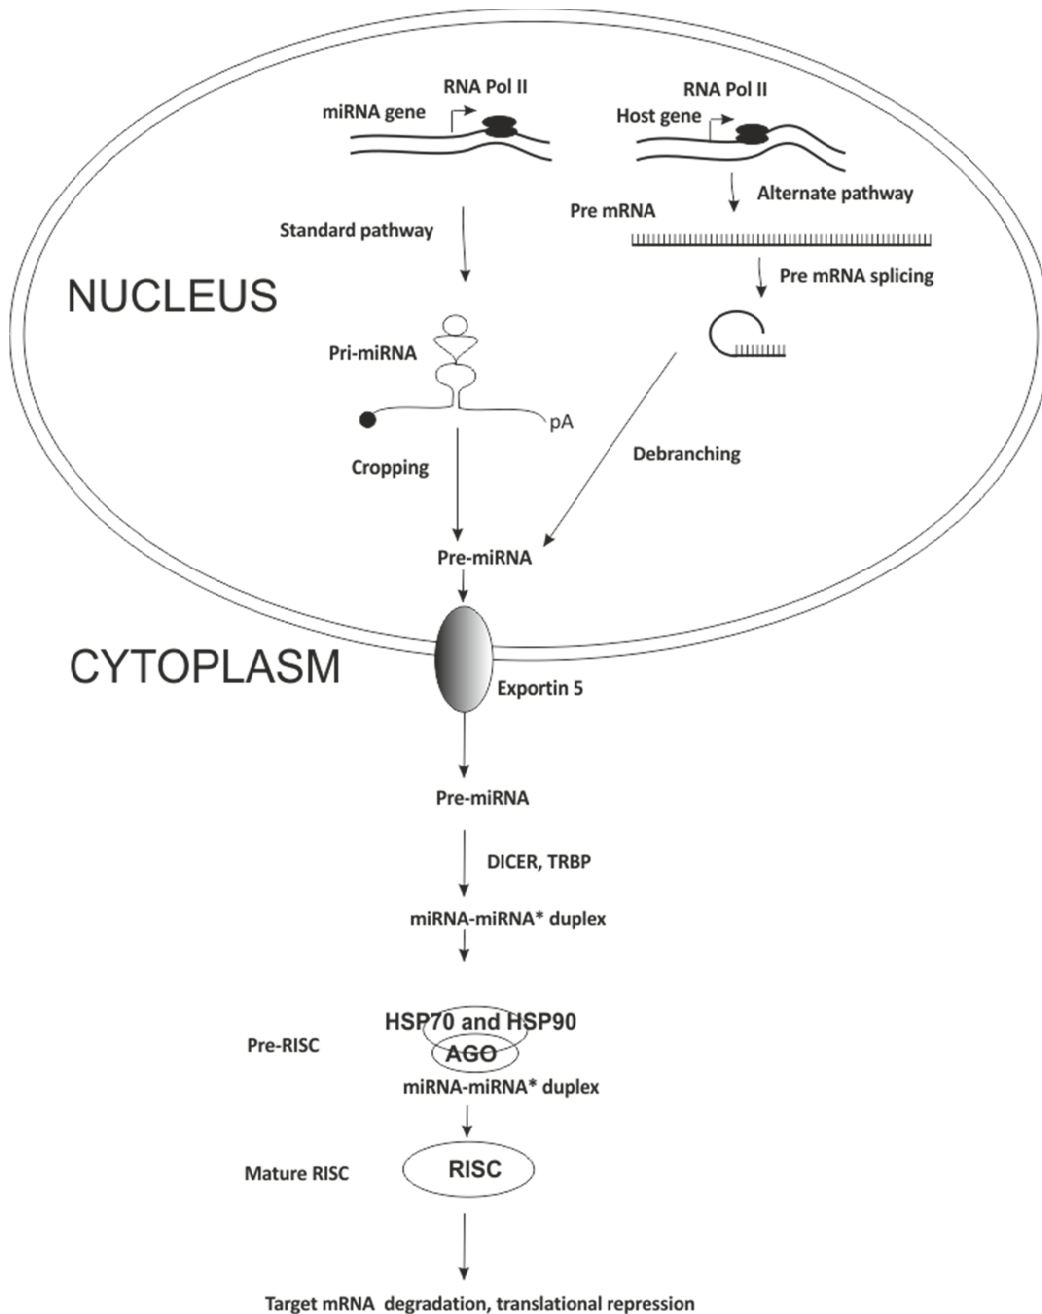 RNA Pol II
miRNA gene
RNA Pol II
Host gene
Alternate pathway
Pre mRNA
Standard pathway
Pre mRNA splicing
NUCLEUS
Pri-miRNA
pA
Cropping
Debranching
Pre-miRNA
CYTOPLASM
Exportin 5
Pre-miRNA
DICER, TRBP
miRNA-miRNA* duplex
HSP70 and HSP90
Pre-RISC
AGO
miRNA-miRNA* duplex
Mature RISC
RISC
Target mRNA degradation, translational repression